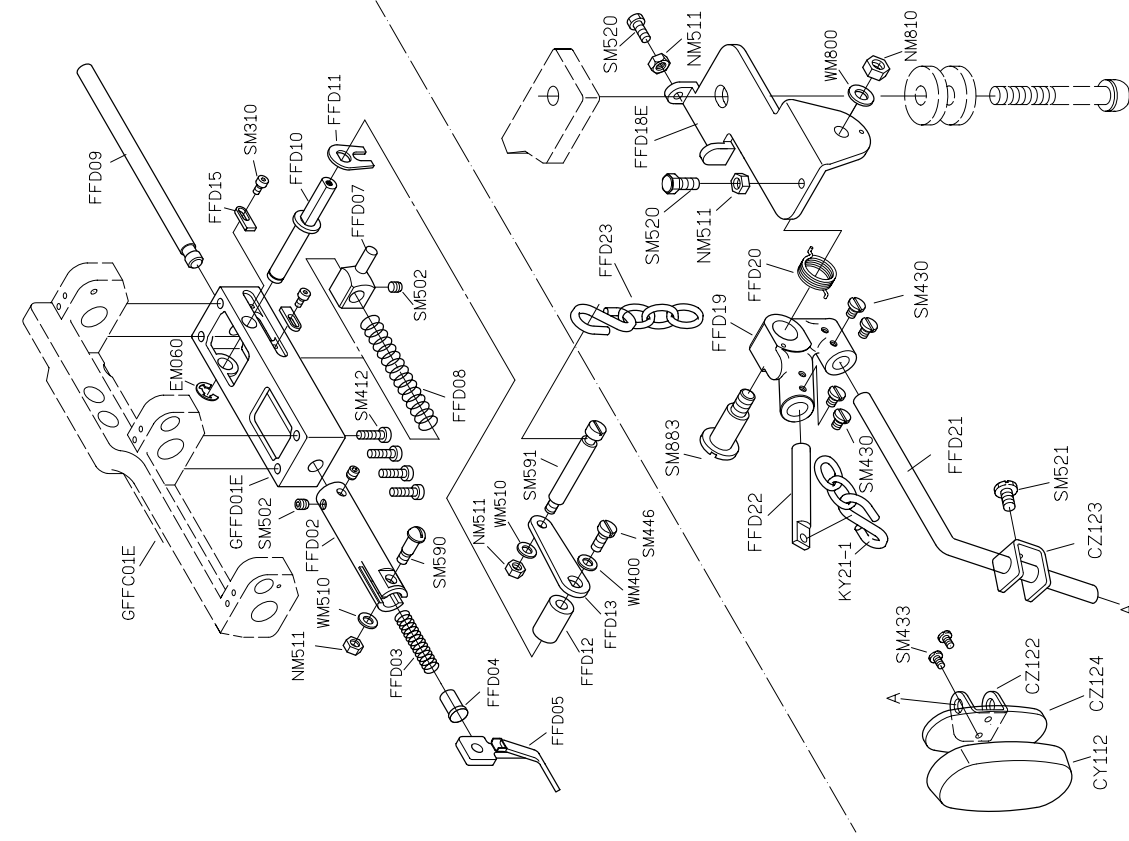 SM520
NM511
WM800
NM810
FFD18E
SM520
NM511
FFD09
SM310
FFD15
FFD10
FFD11
FFD07
SM502
FFD08
EM060
SM412
GFFD01E
SM502
FFD02
GFFC01E
SM590
WM510
NM511
FFD03
FFD04
FFD05
FFD23
FFD20
FFD19
SM430
SM883
SM430
FFD22
KY21-1
FFD21
SM521
CZ123
A
SM591
WM510
NM511
SM446
WM400
FFD13
FFD12
SM433
A
CZ122
CZ124
CY112